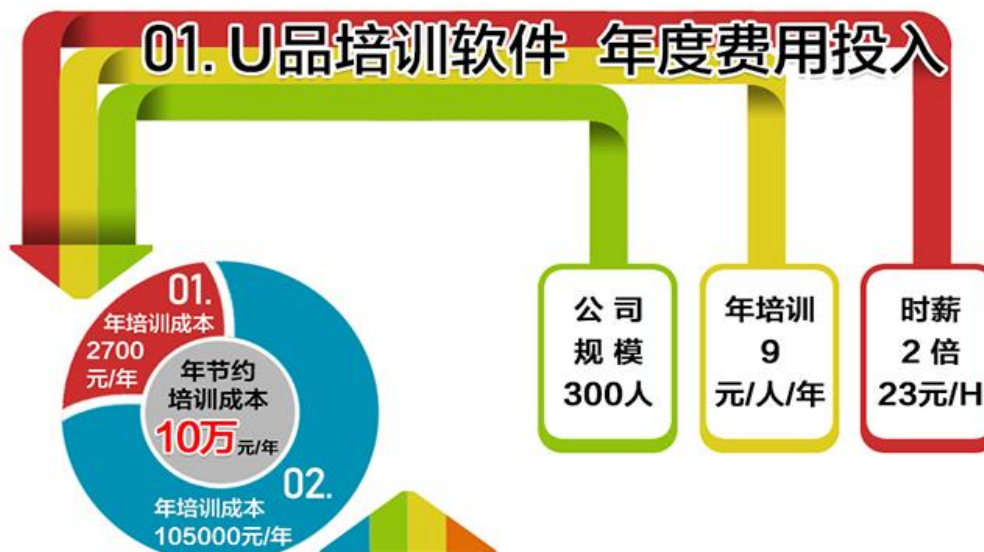 01. U品培训软件 年度费用投入
01.
年培训成本
2700
元/年
年节约
培训成本
10万元/年
02.
年培训成本
105000元/年
公司
规模
300人
年培训
9
元/人/年
时薪
2倍
23元/H